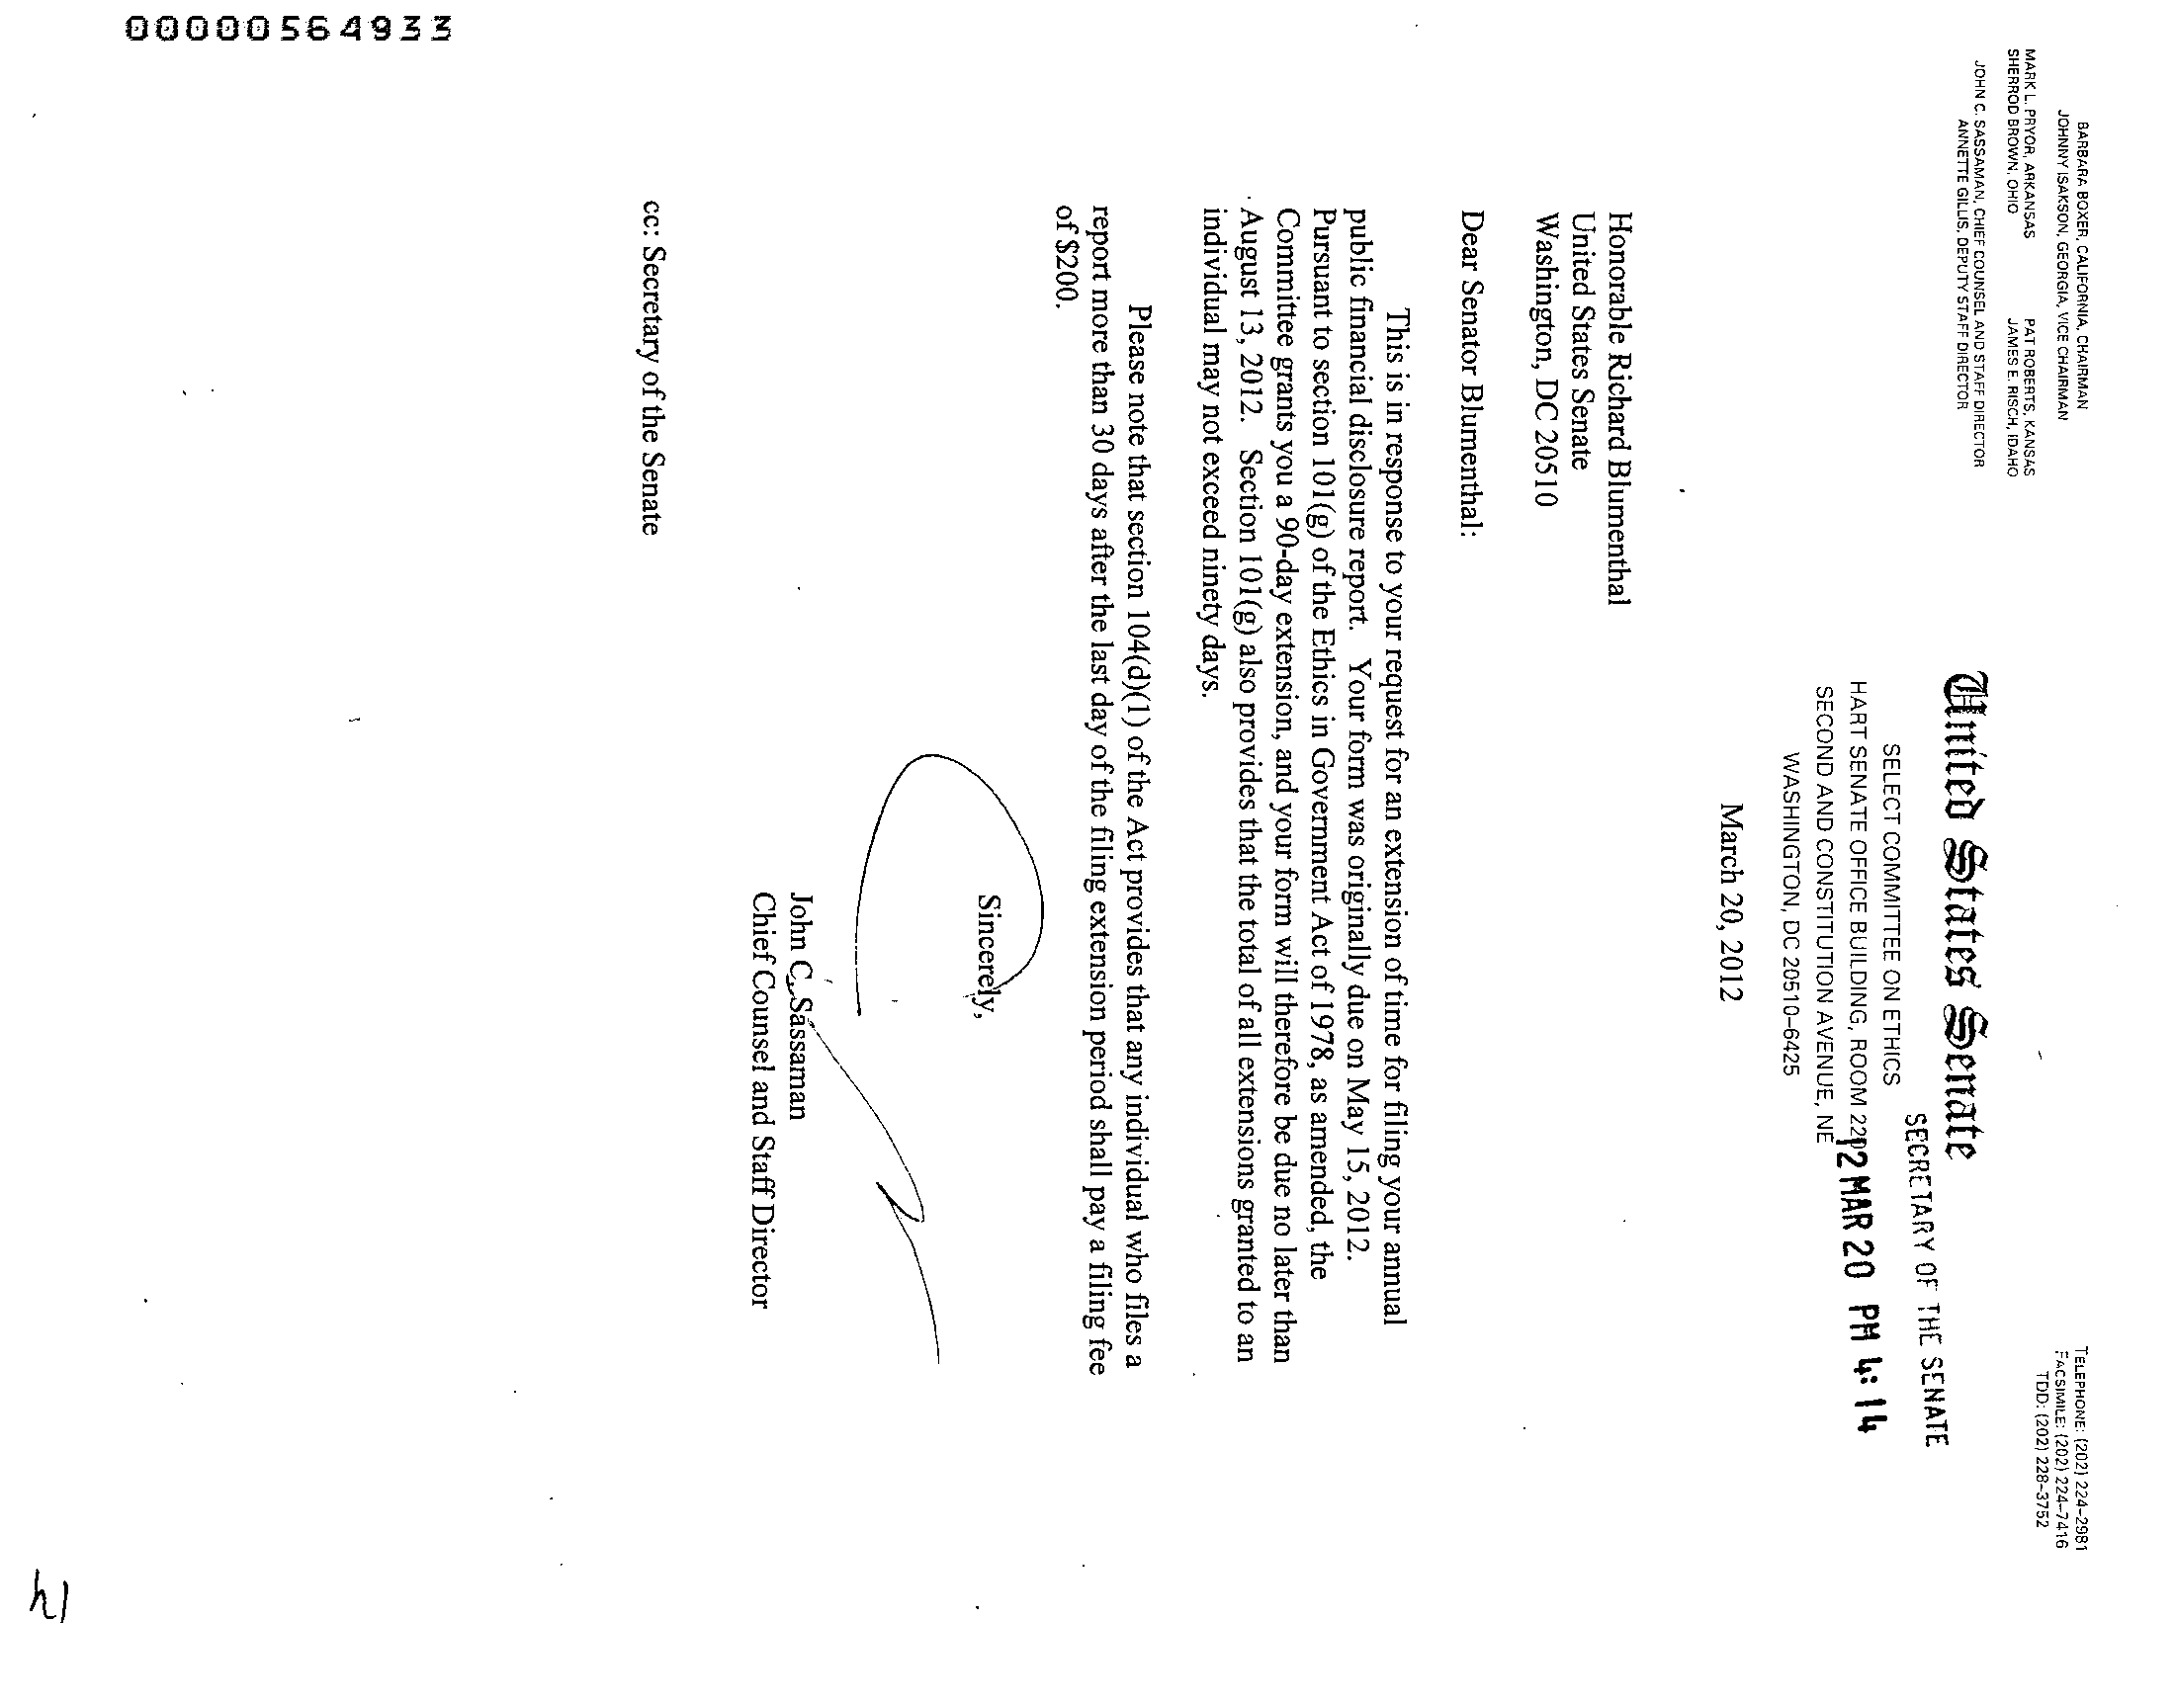 00000564933
BARBARA BOXER, CALIFORNIA, CHAIRMAN
JOHNNY ISAKSON, GEORGIA, VICE CHAIRMAN
MARK L. PRYOR, ARKANSAS PAT ROBERTS, KANSAS
SHERROD BROWN, OHIO JAMES E. RISCH, IDAHO
JOHN C. SASSAMAN, CHIEF COUNSEL AND STAFF DIRECTOR
ANNETTE GILLIS, DEPUTY STAFF DIRECTOR
TELEPHONE: (202) 224-2981
FACSIMILE: (202) 224-7416
TDD: (202) 228-3752
United States Senate
SELECT COMMITTEE ON ETHICS
HART SENATE OFFICE BUILDING, ROOM 220
SECOND AND CONSTITUTION AVENUE, NE
WASHINGTON, DC 20510-6425
SECRETARY OF THE SENATE
12 MAR 20 PM 4:14
March 20, 2012
Honorable Richard Blumenthal
United States Senate
Washington, DC 20510
Dear Senator Blumenthal:
This is in response to your request for an extension of time for filing your annual
public financial disclosure report. Your form was originally due on May 15, 2012.
Pursuant to section 101(g) of the Ethics in Government Act of 1978, as amended, the
Committee grants you a 90-day extension, and your form will therefore be due no later than
August 13, 2012. Section 101(g) also provides that the total of all extensions granted to an
individual may not exceed ninety days.
Please note that section 104(d)(1) of the Act provides that any individual who files a
report more than 30 days after the last day of the filing extension period shall pay a filing fee
of $200.
Sincerely,
John C. Sassaman
Chief Counsel and Staff Director
cc: Secretary of the Senate